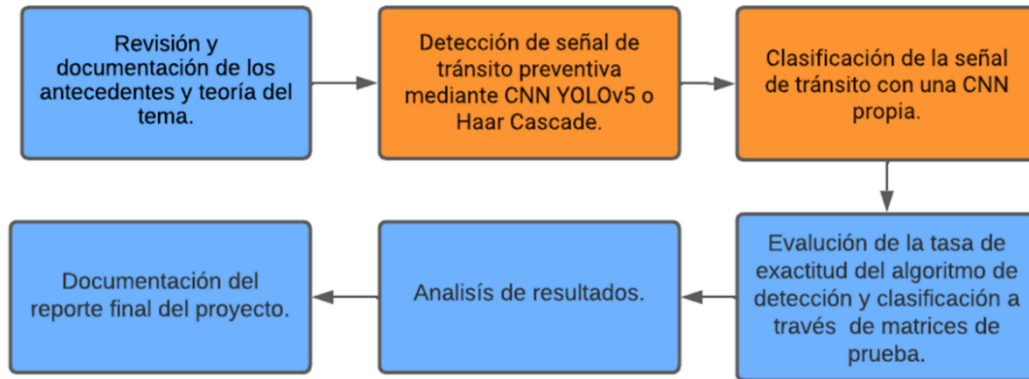 Revisión y
documentación de los
antecedentes y teoría del
tema.
Detección de señal de
tránsito preventiva
mediante CNN YOLOv5 o
Haar Cascade.
Clasificación de la señal
de tránsito con una CNN
propia.
Evalución de la tasa de
exactitud del algoritmo de
detección y clasificación a
través de matrices de
prueba.
Analisís de resultados.
Documentación del
reporte final del proyecto.